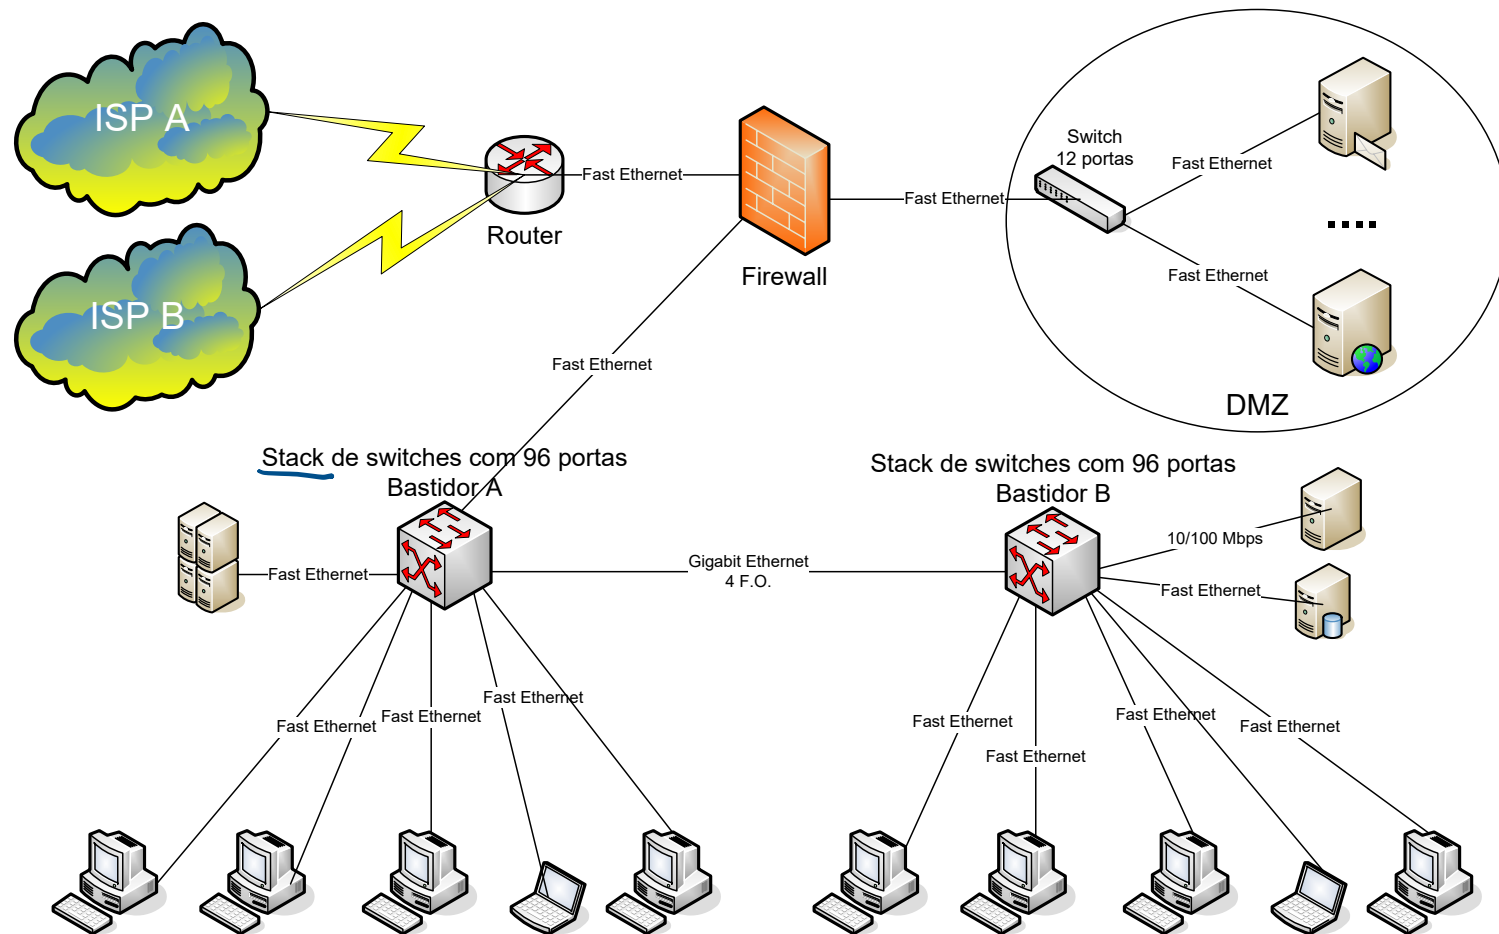 ISP A
Fast Ethernet
Router
ISP B
Firewall
Fast Ethernet
Switch
12 portas
Fast Ethernet
Fast Ethernet
DMZ
Fast Ethernet
Stack de switches com 96 portas
Bastidor A
Stack de switches com 96 portas
Bastidor B
Fast Ethernet
Gigabit Ethernet
4 F.O.
10/100 Mbps
Fast Ethernet
Fast Ethernet
Fast Ethernet
Fast Ethernet
Fast Ethernet
Fast Ethernet
Fast Ethernet
Fast Ethernet